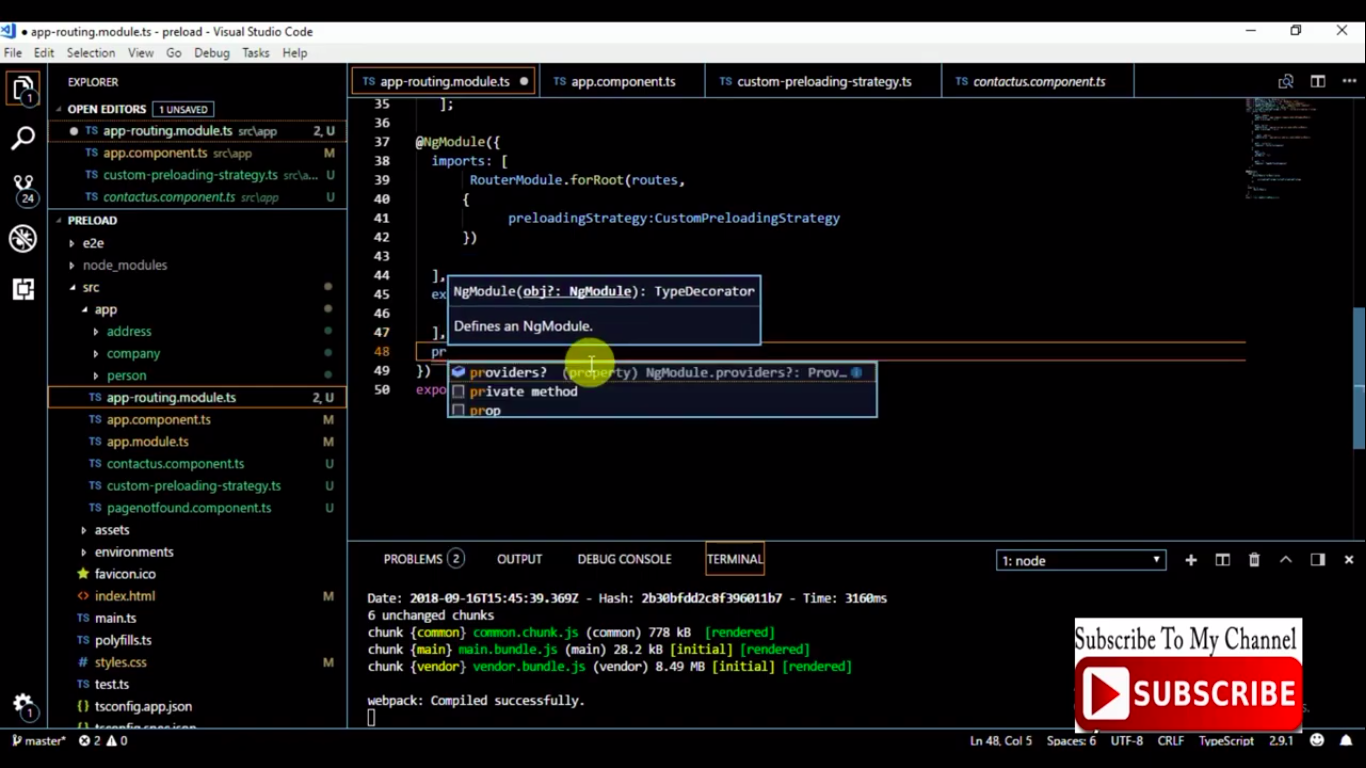 app-routing.module.ts - preload - Visual Studio Code
File Edit Selection View Go Debug Tasks Help
EXPLORER
OPEN EDITORS 1 UNSAVED
TS app-routing.module.ts src\app 2, U
TS app.component.ts src\app M
TS custom-preloading-strategy.ts src\a... U
TS contactus.component.ts src\app U
PRELOAD
e2e
node_modules
src
app
address
company
person
TS app-routing.module.ts 2, U
TS app.component.ts M
TS app.module.ts M
TS contactus.component.ts U
TS custom-preloading-strategy.ts U
TS pagenotfound.component.ts U
assets
environments
favicon.ico
<> index.html M
TS main.ts
TS polyfills.ts
# styles.css M
TS test.ts
{} tsconfig.app.json
{} tsconfig.spec.json
1
24
1
TS app-routing.module.ts TS app.component.ts TS custom-preloading-strategy.ts TS contactus.component.ts
35 ];
36
37 @NgModule({
38 imports: [
39 RouterModule.forRoot(routes,
40 {
41 preloadingStrategy:CustomPreloadingStrategy
42 })
43
44 ],
45 ex
46
47 ],
48 pr
49 })
50 expo
NgModule(obj?: NgModule): TypeDecorator
Defines an NgModule.
providers? (property) NgModule.providers?: Prov...
private method
prop
PROBLEMS 2 OUTPUT DEBUG CONSOLE TERMINAL 1: node
Date: 2018-09-16T15:45:39.369Z - Hash: 2b30bfdd2c8f396011b7 - Time: 3160ms
6 unchanged chunks
chunk {common} common.chunk.js (common) 778 kB [rendered]
chunk {main} main.bundle.js (main) 28.2 kB [initial] [rendered]
chunk {vendor} vendor.bundle.js (vendor) 8.49 MB [initial] [rendered]
webpack: Compiled successfully.
Subscribe To My Channel
SUBSCRIBE
master* 2 0 Ln 48, Col 5 Spaces: 6 UTF-8 CRLF TypeScript 2.9.1